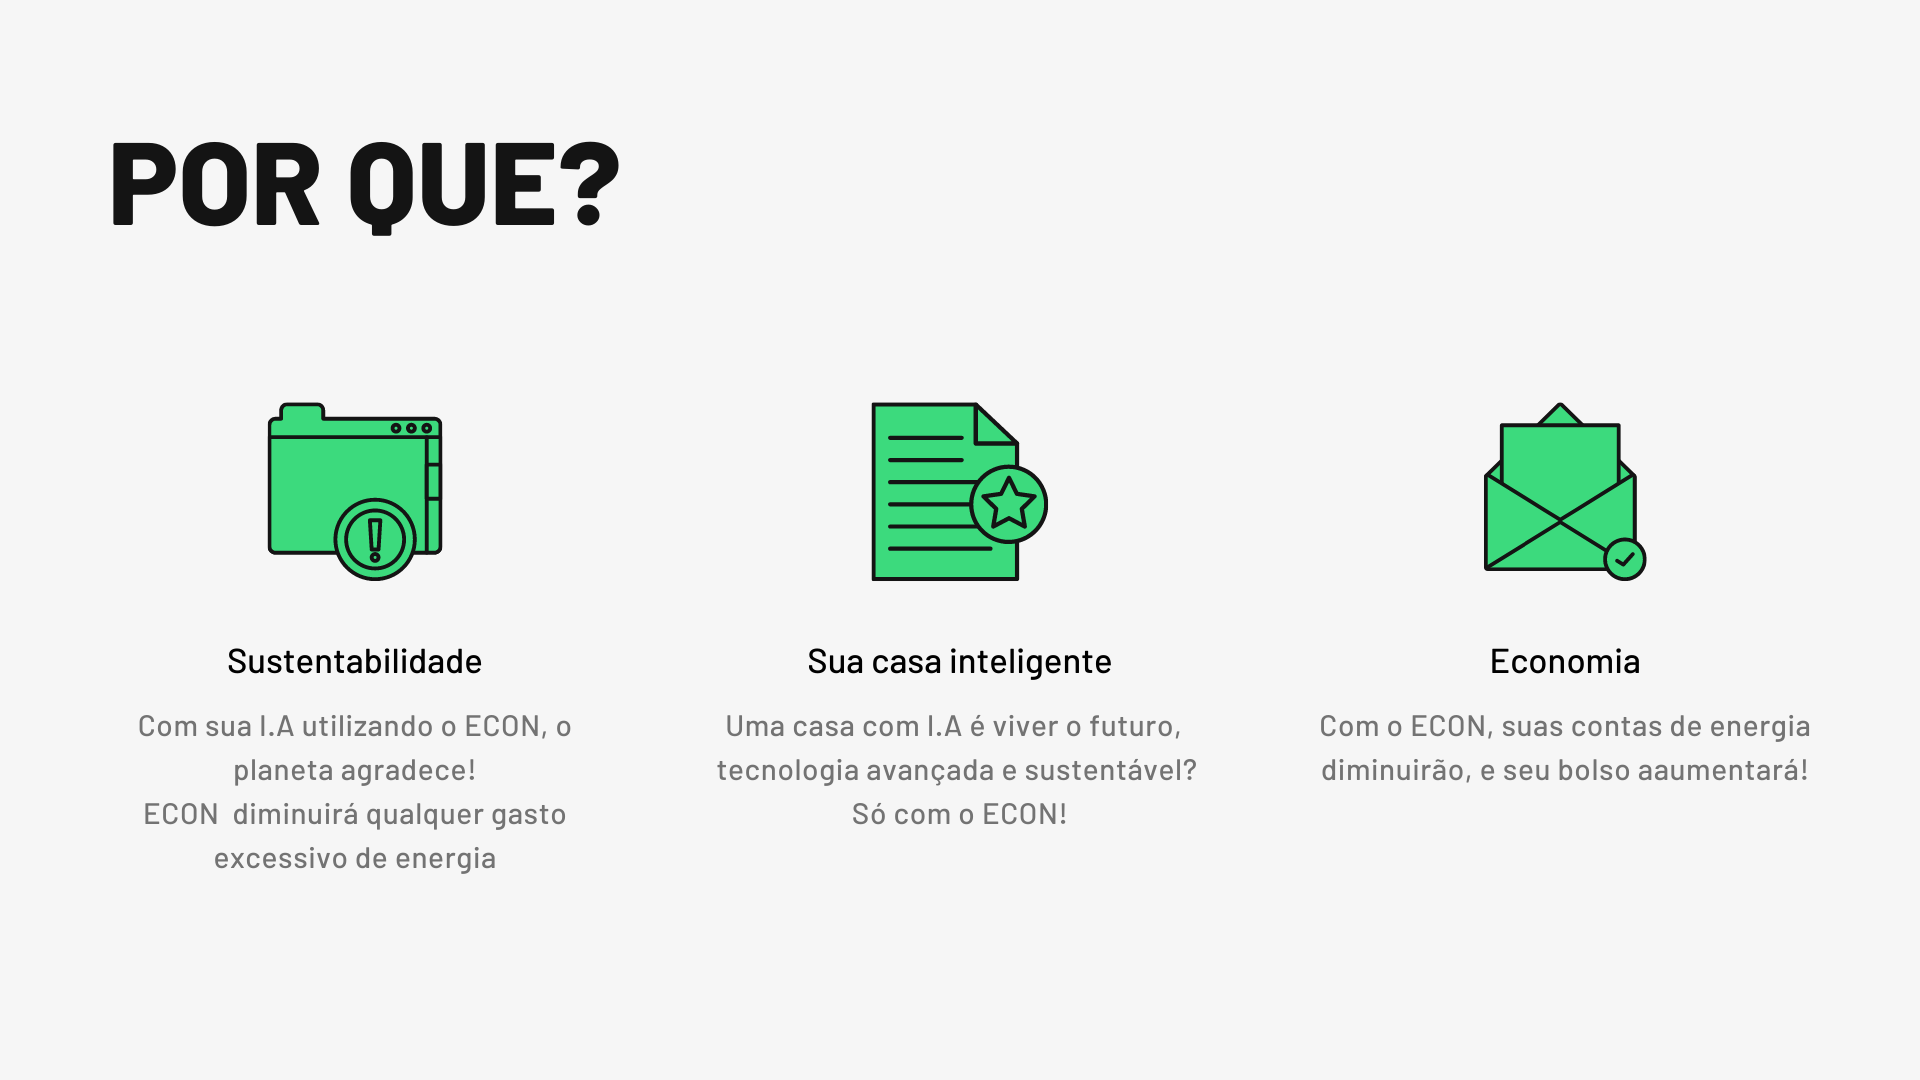 POR QUE?
Sustentabilidade
Com sua I.A utilizando o ECON, o
planeta agradece!
ECON  diminuirá qualquer gasto
excessivo de energia
Sua casa inteligente
Uma casa com I.A é viver o futuro,
tecnologia avançada e sustentável?
Só com o ECON!
Economia
Com o ECON, suas contas de energia
diminuirão, e seu bolso aaumentará!